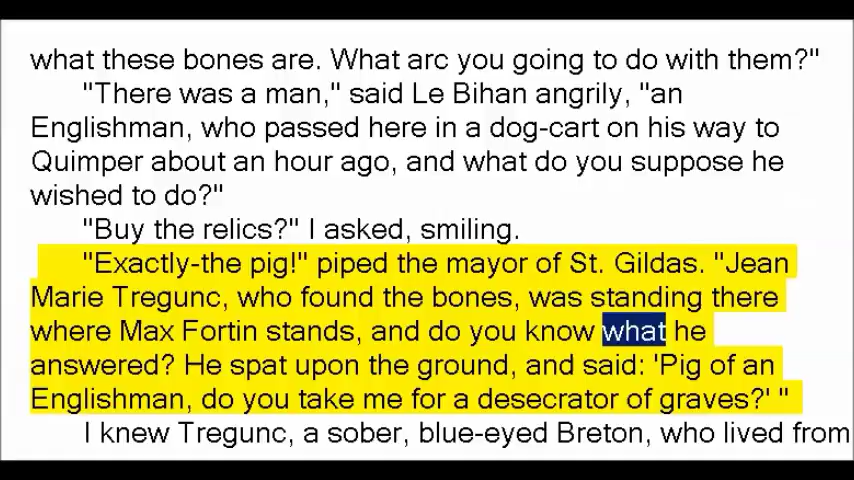 what these bones are. What arc you going to do with them?"
"There was a man," said Le Bihan angrily, "an
Englishman, who passed here in a dog-cart on his way to
Quimper about an hour ago, and what do you suppose he
wished to do?"
"Buy the relics?" I asked, smiling.
"Exactly-the pig!" piped the mayor of St. Gildas. "Jean
Marie Tregunc, who found the bones, was standing there
where Max Fortin stands, and do you know what he
answered? He spat upon the ground, and said: 'Pig of an
Englishman, do you take me for a desecrator of graves?' "
I knew Tregunc, a sober, blue-eyed Breton, who lived from